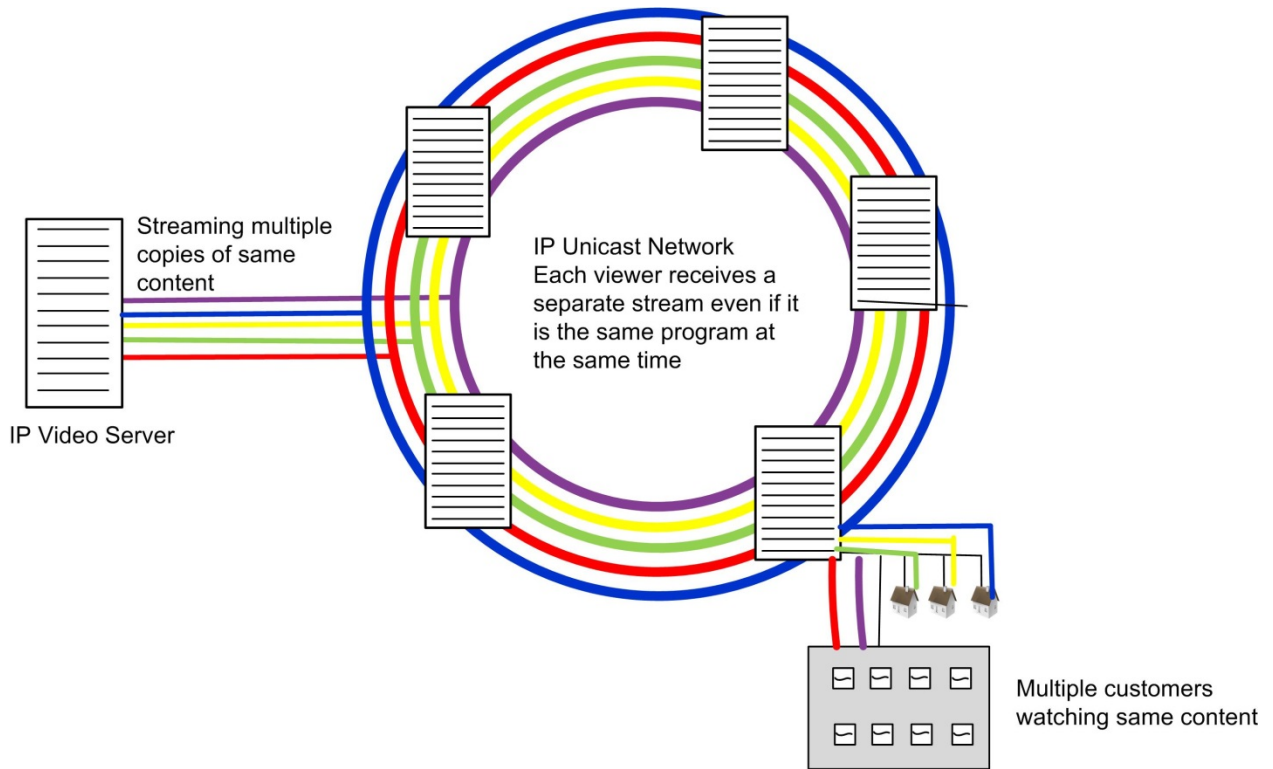 Streaming multiple
copies of same
content
IP Video Server
IP Unicast Network
Each viewer receives a
separate stream even if it
is the same program at
the same time
Multiple customers
watching same content